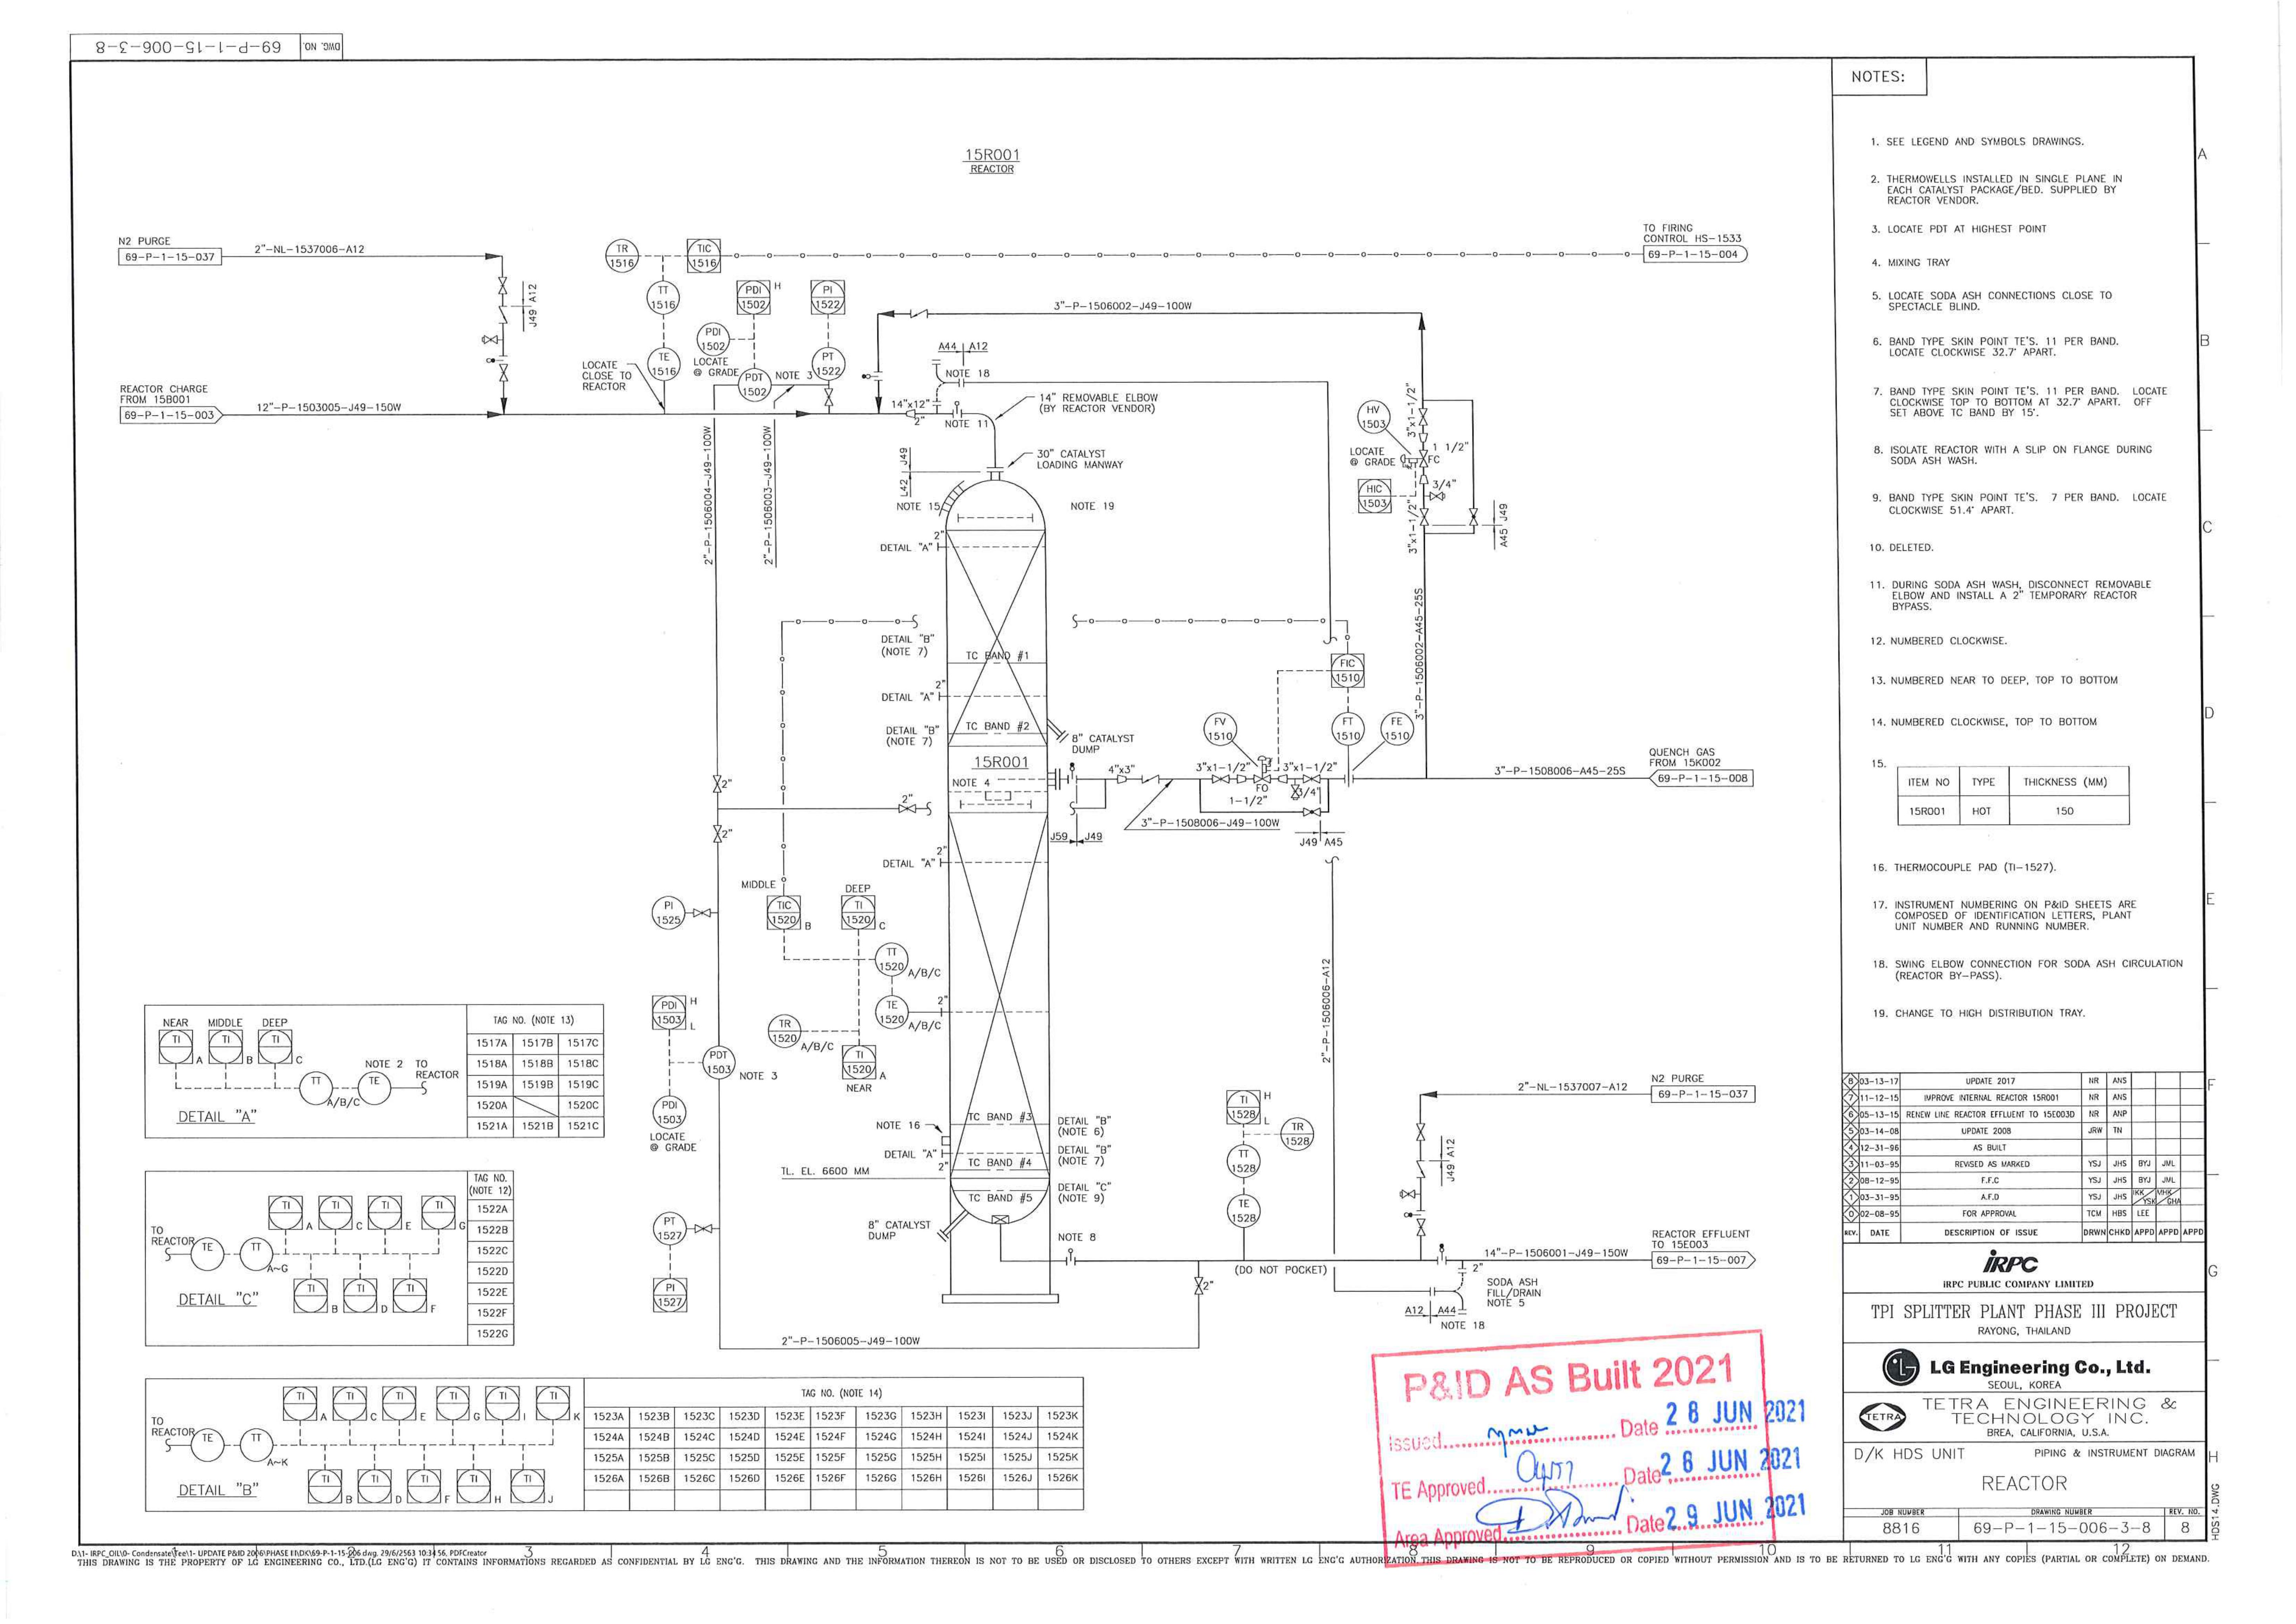 69-P-1-15-006-3-8
DWG. NO.
15R001
REACTOR
N2 PURGE
69-P-1-15-037
2"-NL-1537006-A12
J49 A12
REACTOR CHARGE
FROM 15B001
69-P-1-15-003
12"-P-1503005-J49-150W
TR
1516
TIC
1516
TO FIRING
CONTROL HS-1533
69-P-1-15-004
TT
1516
PDI
1502
H
PI
1522
PDI
1502
LOCATE
@ GRADE
TE
1516
LOCATE
CLOSE TO
REACTOR
PDT
1502
NOTE 3
PT
1522
3"-P-1506002-J49-100W
A44 A12
NOTE 18
14"x12"
2"
NOTE 11
14" REMOVABLE ELBOW
(BY REACTOR VENDOR)
2"-P-1506004-J49-100W
2"-P-1506003-J49-100W
L42 J49
30" CATALYST
LOADING MANWAY
NOTE 15
NOTE 19
HV
1503
3"x1-1/2"
1 1/2"
LOCATE
@ GRADE
FC
HIC
1503
3/4"
3"x1-1/2"
A45 J49
2"
DETAIL "A"
DETAIL "B"
(NOTE 7)
TC BAND #1
2"
DETAIL "A"
DETAIL "B"
(NOTE 7)
TC BAND #2
8" CATALYST
DUMP
15R001
NOTE 4
3"-P-1506002-A45-25S
FIC
1510
FV
1510
FT
1510
FE
1510
4"x3"
3"x1-1/2"
3"x1-1/2"
FO
3/4"
1-1/2"
3"-P-1508006-J49-100W
J59 J49
J49 A45
3"-P-1508006-A45-25S
QUENCH GAS
FROM 15K002
69-P-1-15-008
2"
2"
2"
2"
DETAIL "A"
MIDDLE
DEEP
PI
1525
TIC
1520
B
TI
1520
C
TT
1520
A/B/C
TE
1520
A/B/C
2"
TR
1520
A/B/C
TI
1520
A
NEAR
PDI
1503
H
L
PDT
1503
NOTE 3
PDI
1503
LOCATE
@ GRADE
2"-P-1506006-A12
TC BAND #3
NOTE 16
DETAIL "B"
(NOTE 6)
DETAIL "A"
2"
TC BAND #4
DETAIL "B"
(NOTE 7)
TL. EL. 6600 MM
TC BAND #5
DETAIL "C"
(NOTE 9)
8" CATALYST
DUMP
NOTE 8
PT
1527
PI
1527
TI
1528
H
L
TR
1528
TT
1528
TE
1528
(DO NOT POCKET)
2"
2"-P-1506005-J49-100W
2"-NL-1537007-A12
N2 PURGE
69-P-1-15-037
J49 A12
14"-P-1506001-J49-150W
REACTOR EFFLUENT
TO 15E003
69-P-1-15-007
2"
SODA ASH
FILL/DRAIN
NOTE 5
A12 A44
NOTE 18
NEAR MIDDLE DEEP
TI TI TI
A B C
NOTE 2 TO
REACTOR
TT TE
A/B/C
DETAIL "A"
TAG NO. (NOTE 13)
1517A 1517B 1517C
1518A 1518B 1518C
1519A 1519B 1519C
1520A 1520C
1521A 1521B 1521C
TI TI TI TI
A C E G
TO
REACTOR
TE TT
A~G
TI TI TI
B D F
DETAIL "C"
TAG NO.
(NOTE 12)
1522A
1522B
1522C
1522D
1522E
1522F
1522G
TI TI TI TI TI TI
A C E G I K
TO
REACTOR
TE TT
A~K
TI TI TI TI TI
B D F H J
DETAIL "B"
TAG NO. (NOTE 14)
1523A 1523B 1523C 1523D 1523E 1523F 1523G 1523H 1523I 1523J 1523K
1524A 1524B 1524C 1524D 1524E 1524F 1524G 1524H 1524I 1524J 1524K
1525A 1525B 1525C 1525D 1525E 1525F 1525G 1525H 1525I 1525J 1525K
1526A 1526B 1526C 1526D 1526E 1526F 1526G 1526H 1526I 1526J 1526K
NOTES:
1. SEE LEGEND AND SYMBOLS DRAWINGS.
2. THERMOWELLS INSTALLED IN SINGLE PLANE IN
EACH CATALYST PACKAGE/BED. SUPPLIED BY
REACTOR VENDOR.
3. LOCATE PDT AT HIGHEST POINT
4. MIXING TRAY
5. LOCATE SODA ASH CONNECTIONS CLOSE TO
SPECTACLE BLIND.
6. BAND TYPE SKIN POINT TE'S. 11 PER BAND.
LOCATE CLOCKWISE 32.7° APART.
7. BAND TYPE SKIN POINT TE'S. 11 PER BAND. LOCATE
CLOCKWISE TOP TO BOTTOM AT 32.7° APART. OFF
SET ABOVE TC BAND BY 15°.
8. ISOLATE REACTOR WITH A SLIP ON FLANGE DURING
SODA ASH WASH.
9. BAND TYPE SKIN POINT TE'S. 7 PER BAND. LOCATE
CLOCKWISE 51.4° APART.
10. DELETED.
11. DURING SODA ASH WASH, DISCONNECT REMOVABLE
ELBOW AND INSTALL A 2" TEMPORARY REACTOR
BYPASS.
12. NUMBERED CLOCKWISE.
13. NUMBERED NEAR TO DEEP, TOP TO BOTTOM
14. NUMBERED CLOCKWISE, TOP TO BOTTOM
15.
ITEM NO TYPE THICKNESS (MM)
15R001 HOT 150
16. THERMOCOUPLE PAD (TI-1527).
17. INSTRUMENT NUMBERING ON P&ID SHEETS ARE
COMPOSED OF IDENTIFICATION LETTERS, PLANT
UNIT NUMBER AND RUNNING NUMBER.
18. SWING ELBOW CONNECTION FOR SODA ASH CIRCULATION
(REACTOR BY-PASS).
19. CHANGE TO HIGH DISTRIBUTION TRAY.
8 03-13-17 UPDATE 2017 NR ANS
7 11-12-15 IMPROVE INTERNAL REACTOR 15R001 NR ANS
6 05-13-15 RENEW LINE REACTOR EFFLUENT TO 15E003D NR ANP
5 03-14-08 UPDATE 2008 JRW TN
4 12-31-96 AS BUILT
3 11-03-95 REVISED AS MARKED YSJ JHS BYJ JML
2 08-12-95 F.F.C YSJ JHS BYJ JML
1 03-31-95 A.F.D YSJ JHS IKK YSK MHK GHA
0 02-08-95 FOR APPROVAL TCM HBS LEE
REV. DATE DESCRIPTION OF ISSUE DRWN CHKD APPD APPD APPD
iRPC
iRPC PUBLIC COMPANY LIMITED
TPI SPLITTER PLANT PHASE III PROJECT
RAYONG, THAILAND
LG Engineering Co., Ltd.
SEOUL, KOREA
TETRA
TETRA ENGINEERING &
TECHNOLOGY INC.
BREA, CALIFORNIA, U.S.A.
D/K HDS UNIT PIPING & INSTRUMENT DIAGRAM
REACTOR
JOB NUMBER DRAWING NUMBER REV. NO.
8816 69-P-1-15-006-3-8 8
HDS14.DWG
A
B
C
D
E
F
G
H
P&ID AS Built 2021
Issued Date 28 JUN 2021
TE Approved Date 28 JUN 2021
Area Approved Date 29 JUN 2021
1 2 3 4 5 6 7 8 9 10 11 12
THIS DRAWING IS THE PROPERTY OF LG ENGINEERING CO., LTD.(LG ENG'G) IT CONTAINS INFORMATIONS REGARDED AS CONFIDENTIAL BY LG ENG'G. THIS DRAWING AND THE INFORMATION THEREON IS NOT TO BE USED OR DISCLOSED TO OTHERS EXCEPT WITH WRITTEN LG ENG'G AUTHORIZATION. THIS DRAWING IS NOT TO BE REPRODUCED OR COPIED WITHOUT PERMISSION AND IS TO BE RETURNED TO LG ENG'G WITH ANY COPIES (PARTIAL OR COMPLETE) ON DEMAND.